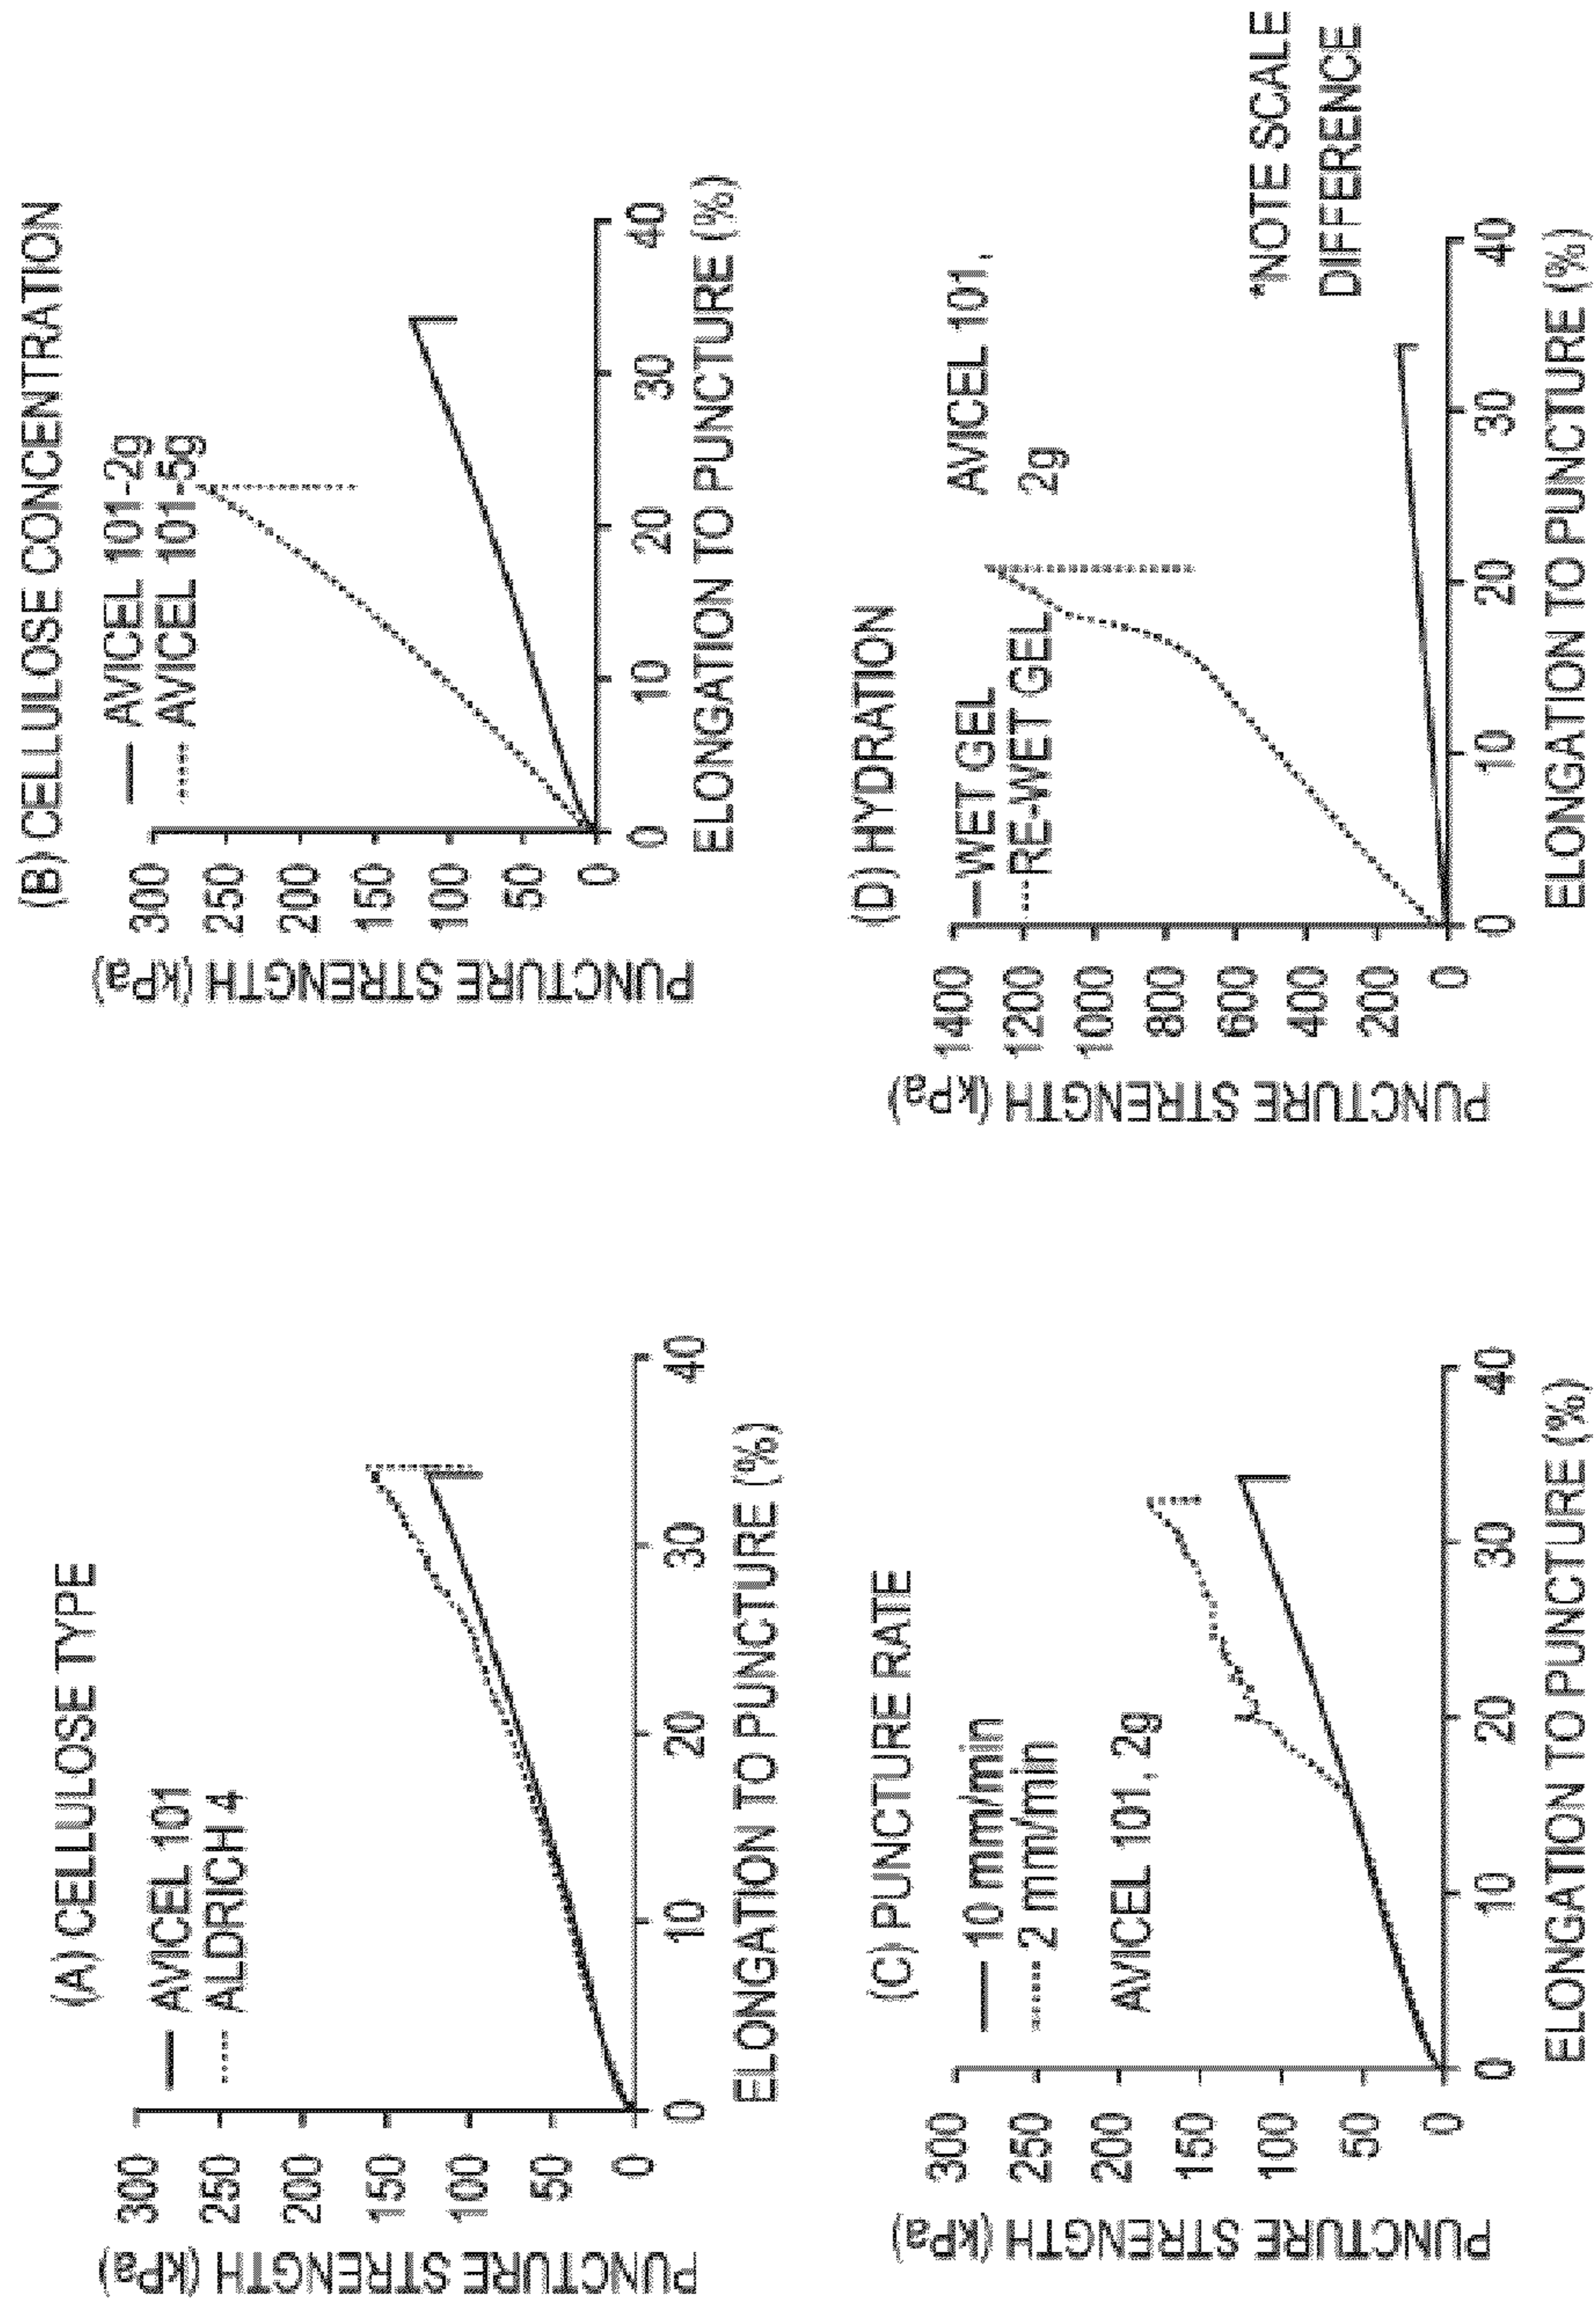 (A) CELLULOSE TYPE
AVICEL 101
ALDRICH 4
300
250
200
150
100
50
0
0
10
20
30
40
PUNCTURE STRENGTH (kPa)
ELONGATION TO PUNCTURE (%)
(B) CELLULOSE CONCENTRATION
AVICEL 101-2g
AVICEL 101-5g
300
250
200
150
100
50
0
0
10
20
30
40
PUNCTURE STRENGTH (kPa)
ELONGATION TO PUNCTURE (%)
(C) PUNCTURE RATE
10 mm/min
2 mm/min
AVICEL 101, 2g
300
250
200
150
100
50
0
0
10
20
30
40
PUNCTURE STRENGTH (kPa)
ELONGATION TO PUNCTURE (%)
(D) HYDRATION
WET GEL
RE-WET GEL
AVICEL 101,
2g
1400
1200
1000
800
600
400
200
0
0
10
20
30
40
PUNCTURE STRENGTH (kPa)
ELONGATION TO PUNCTURE (%)
*NOTE SCALE
DIFFERENCE